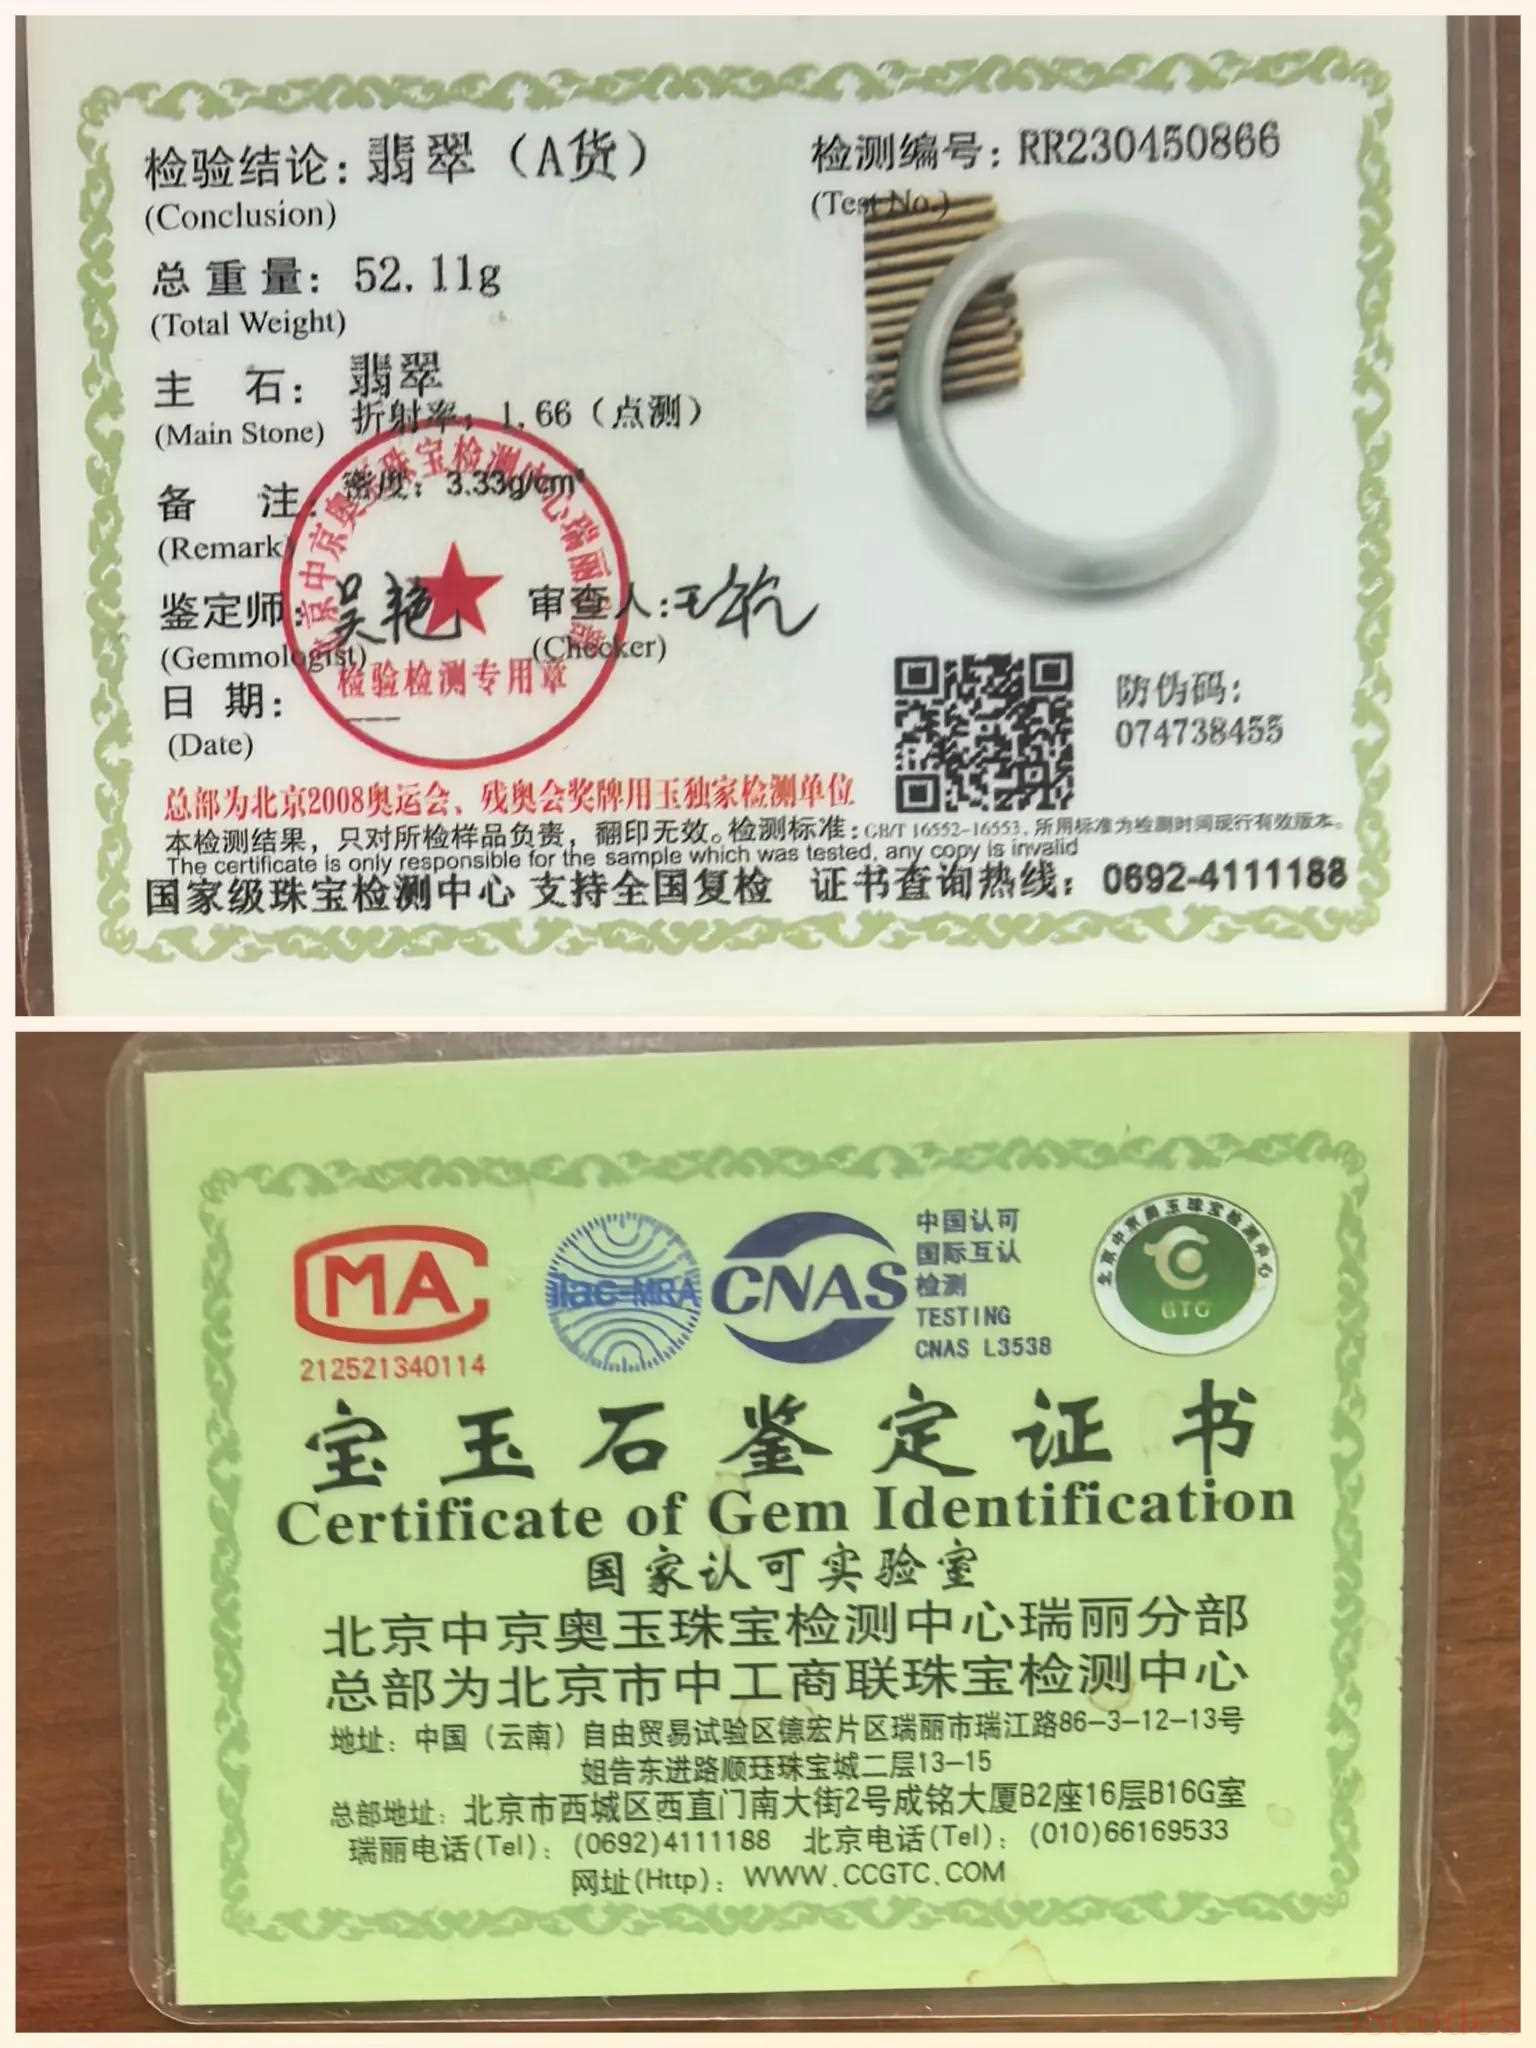 检验结论：翡翠（A货）
(Conclusion)
总重量：52.11g
(Total Weight)
主 石：翡翠
(Main Stone)
折射率：1.66（点测）
备 注：密度：3.33g/cm³
(Remark)
鉴定师：吴艳
(Gemmologist)
审查人：
(Checker)
日 期：
(Date)
检验检测专用章
检测编号：RR230450866
(Test No.)
防伪码：
074738455
总部为北京2008奥运会、残奥会奖牌用玉独家检测单位
本检测结果，只对所检样品负责，翻印无效。检测标准：GB/T 16552-16553，所用标准为检测时间现行有效版本。
The certificate is only responsible for the sample which was tested, any copy is invalid
国家级珠宝检测中心 支持全国复检 证书查询热线：0692-4111188
MA
212521340114
ilac-MRA
CNAS
中国认可
国际互认
检测
TESTING
CNAS L3538
北京中京奥玉珠宝检测中心
GTC
宝玉石鉴定证书
Certificate of Gem Identification
国家认可实验室
北京中京奥玉珠宝检测中心瑞丽分部
总部为北京市中工商联珠宝检测中心
地址：中国（云南）自由贸易试验区德宏片区瑞丽市瑞江路86-3-12-13号
姐告东进路顺珏珠宝城二层13-15
总部地址：北京市西城区西直门南大街2号成铭大厦B2座16层B16G室
瑞丽电话(Tel)：(0692)4111188 北京电话(Tel)：(010)66169533
网址(Http)：WWW.CCGTC.COM